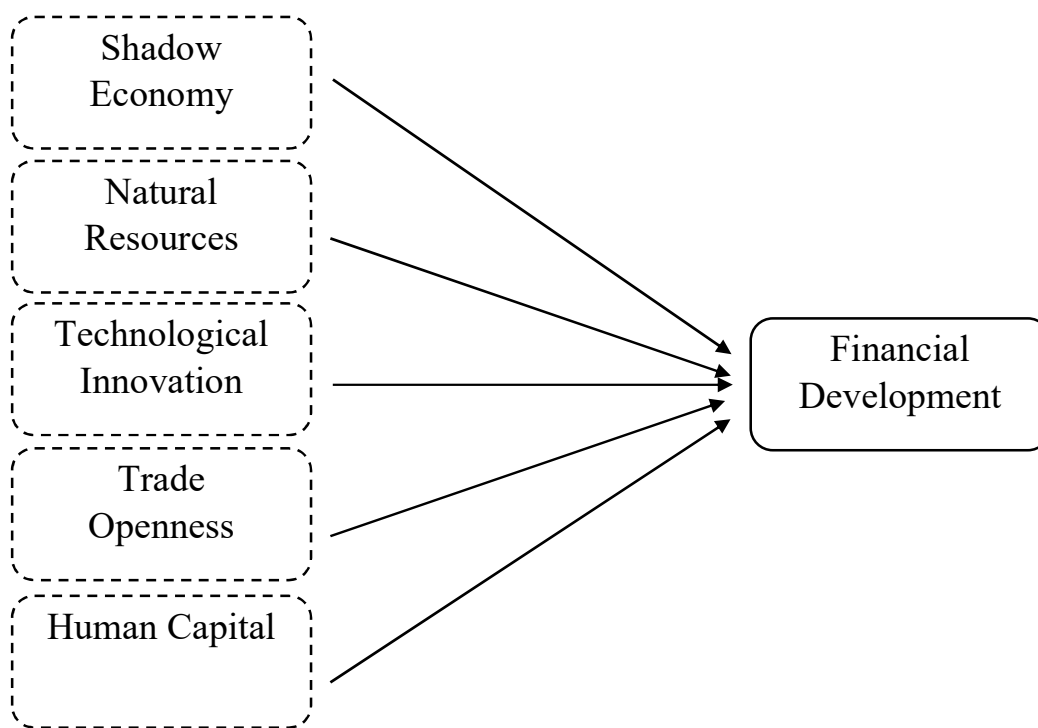 Shadow
Economy
Natural
Resources
Technological
Innovation
Financial
Development
Trade
Openness
Human Capital